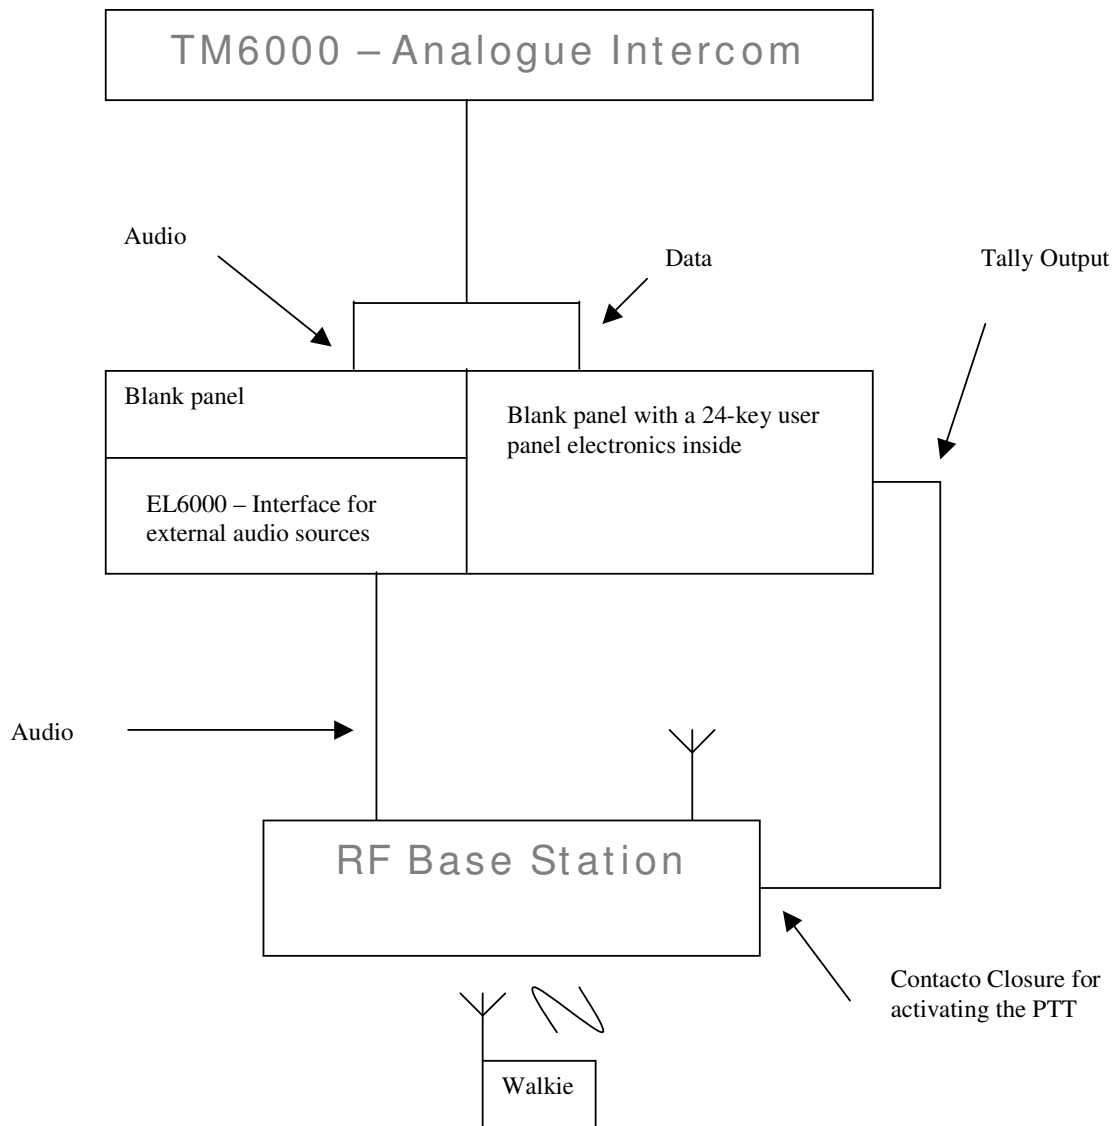 TM6000 – Analogue Intercom
Audio
Data
Tally Output
Blank panel
Blank panel with a 24-key user
panel electronics inside
EL6000 – Interface for
external audio sources
Audio
RF Base Station
Contacto Closure for
activating the PTT
Walkie